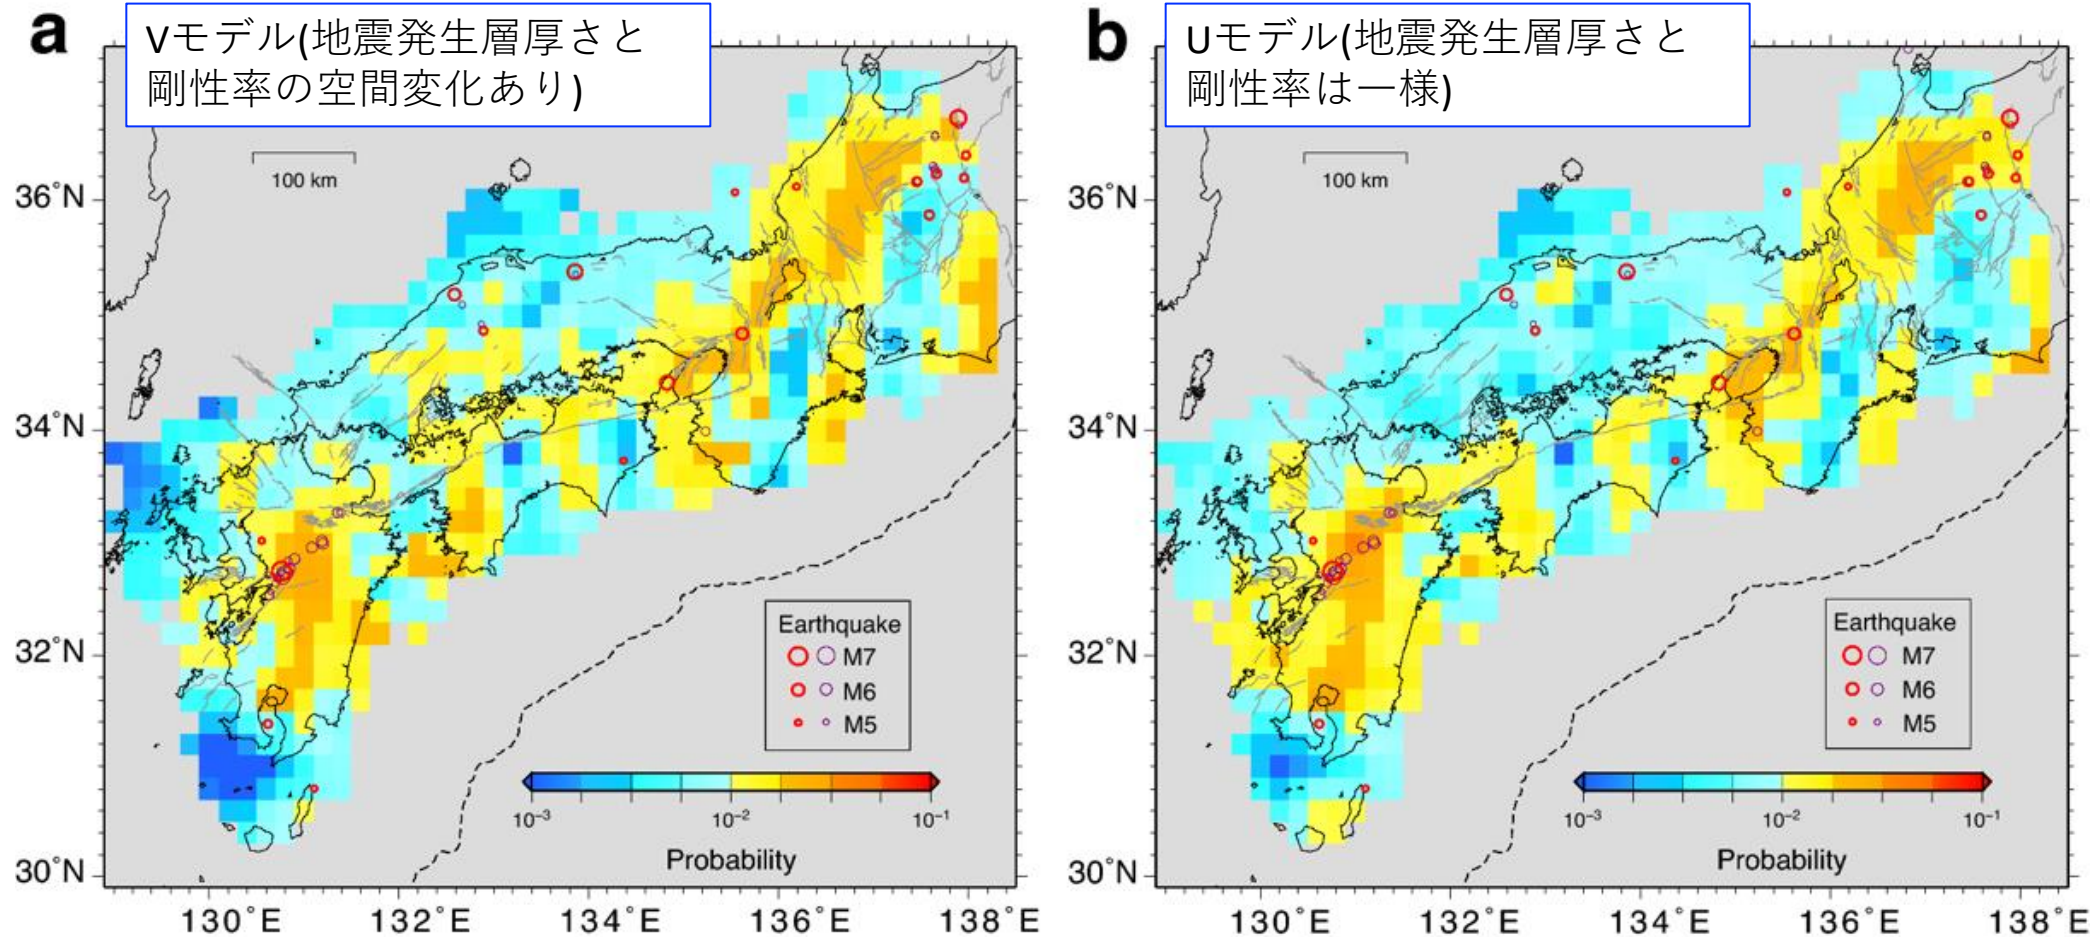 a
Vモデル(地震発生層厚さと
剛性率の空間変化あり)
100 km
36°N
34°N
32°N
30°N
130°E
132°E
134°E
136°E
138°E
Earthquake
M7
M6
M5
10⁻³
10⁻²
10⁻¹
Probability
b
Uモデル(地震発生層厚さと
剛性率は一様)
100 km
36°N
34°N
32°N
30°N
130°E
132°E
134°E
136°E
138°E
Earthquake
M7
M6
M5
10⁻³
10⁻²
10⁻¹
Probability